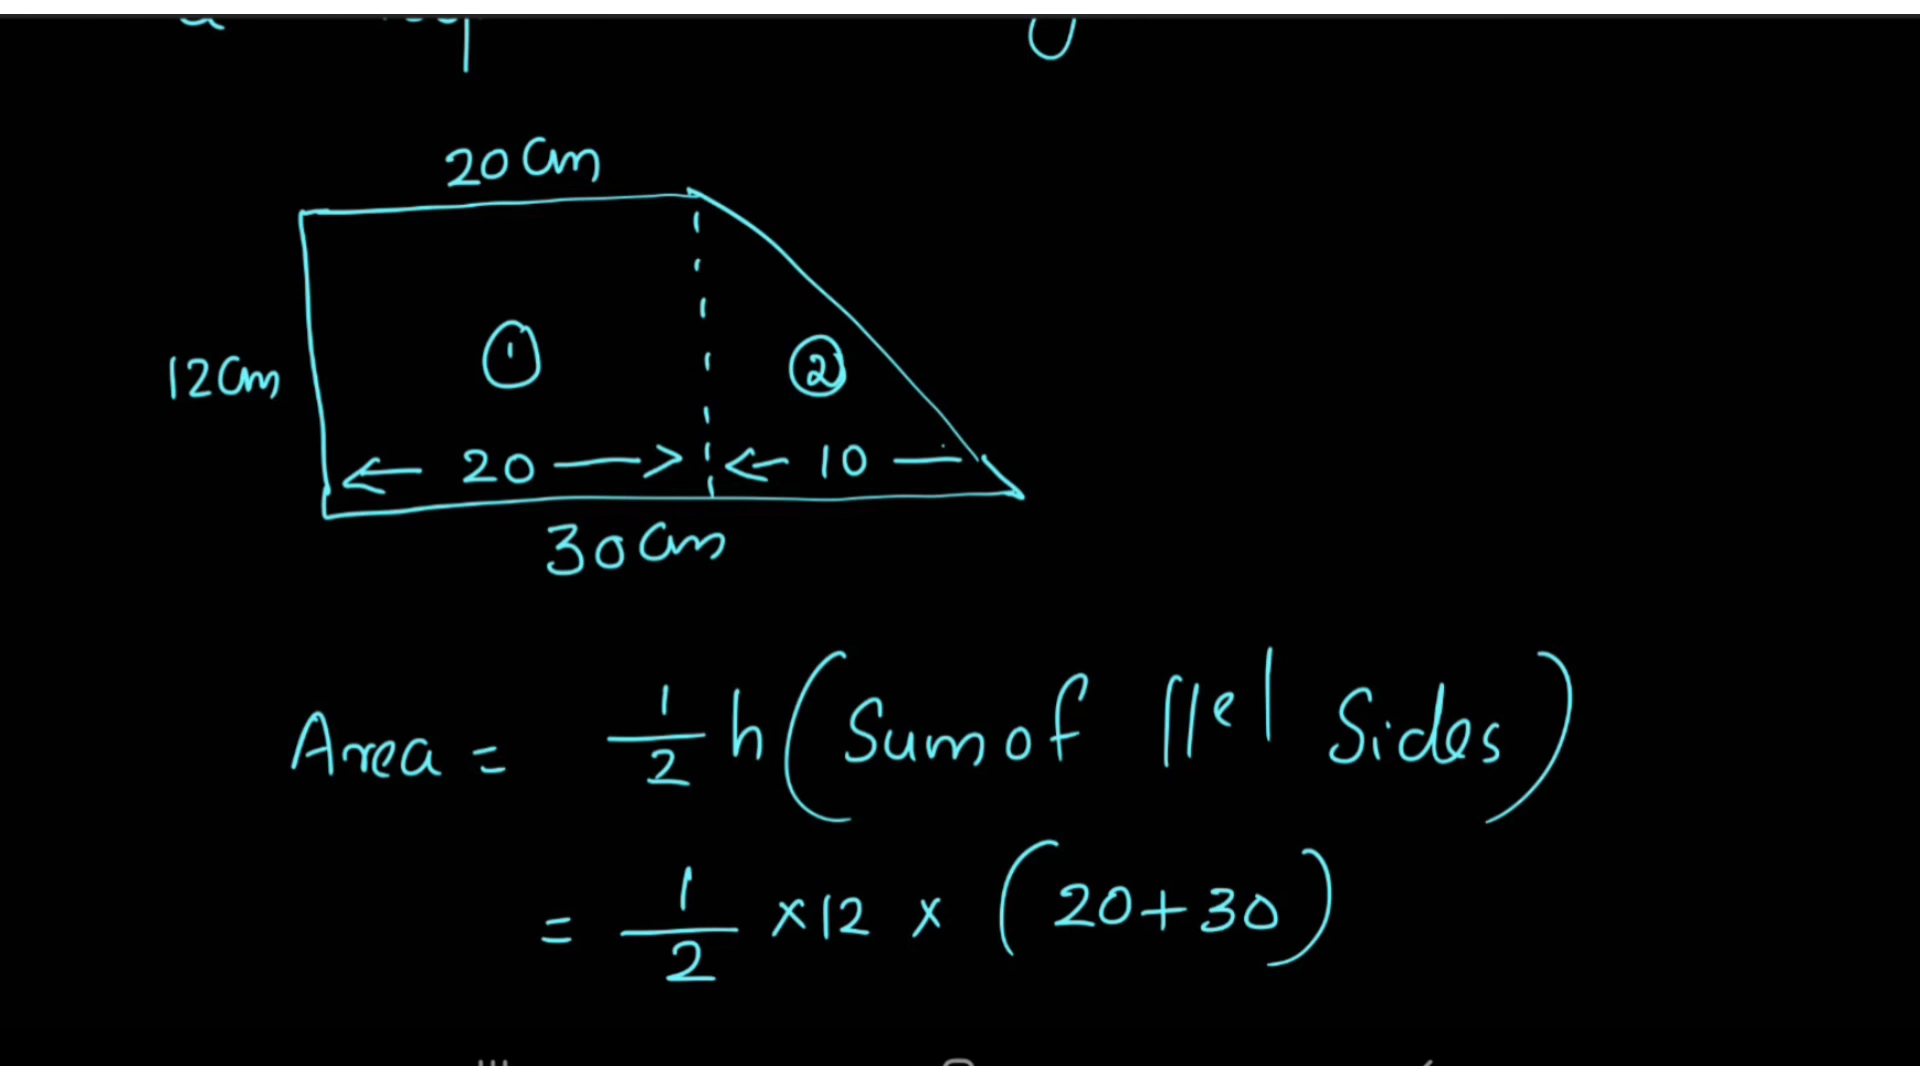 20 Cm
12 Cm
1
2
20
10
30 Cm
Area = 1/2 h (Sum of ||el Sides)
= 1/2 × 12 × (20+30)